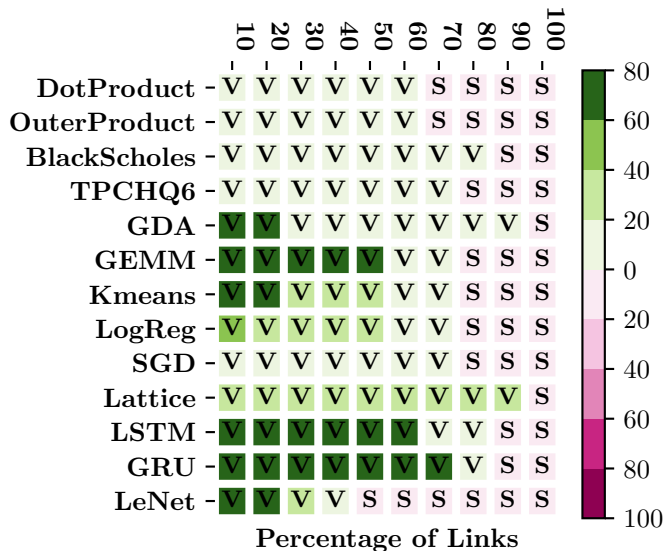 10 20 30 40 50 60 70 80 90 100
DotProduct V V V V V V S S S S
OuterProduct V V V V V V S S S S
BlackScholes V V V V V V V V S S
TPCHQ6 V V V V V V V S S S
GDA V V V V V V V V V S
GEMM V V V V V V V S S S
Kmeans V V V V V V V S S S
LogReg V V V V V V V S S S
SGD V V V V V V V S S S
Lattice V V V V V V V V V S
LSTM V V V V V V V V S S
GRU V V V V V V V V S S
LeNet V V V V S S S S S S
Percentage of Links
80
60
40
20
0
20
40
60
80
100